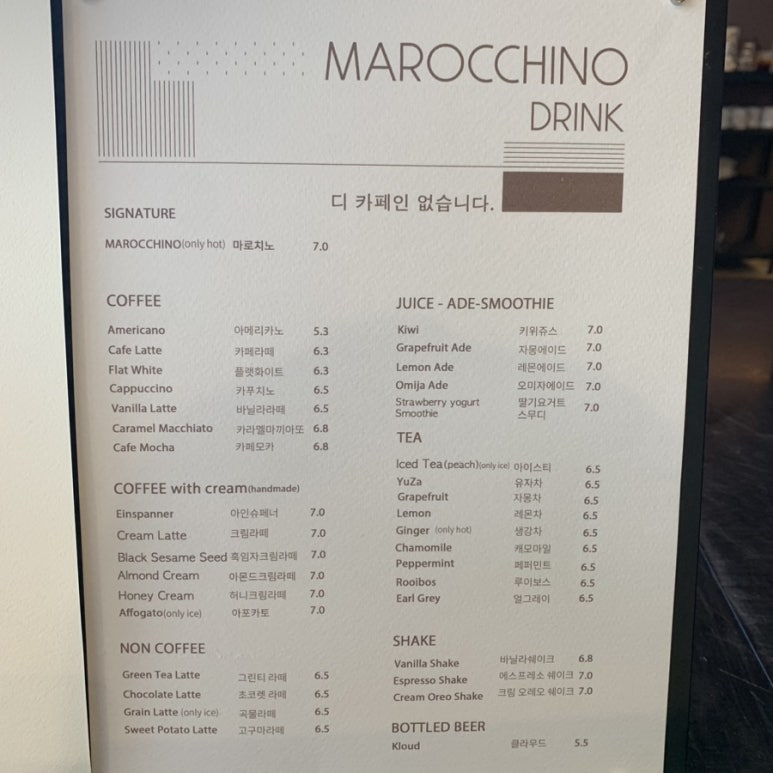 MAROCCHINO
DRINK
디 카페인 없습니다.
SIGNATURE
MAROCCHINO(only hot) 마로치노 7.0
COFFEE
Americano 아메리카노 5.3
Cafe Latte 카페라떼 6.3
Flat White 플랫화이트 6.3
Cappuccino 카푸치노 6.5
Vanilla Latte 바닐라라떼 6.5
Caramel Macchiato 카라멜마끼아또 6.8
Cafe Mocha 카페모카 6.8
COFFEE with cream(handmade)
Einspanner 아인슈페너 7.0
Cream Latte 크림라떼 7.0
Black Sesame Seed 흑임자크림라떼 7.0
Almond Cream 아몬드크림라떼 7.0
Honey Cream 허니크림라떼 7.0
Affogato(only ice) 아포카토 7.0
NON COFFEE
Green Tea Latte 그린티 라떼 6.5
Chocolate Latte 초코렛 라떼 6.5
Grain Latte (only ice) 곡물라떼 6.5
Sweet Potato Latte 고구마라떼 6.5
JUICE - ADE-SMOOTHIE
Kiwi 키위쥬스 7.0
Grapefruit Ade 자몽에이드 7.0
Lemon Ade 레몬에이드 7.0
Omija Ade 오미자에이드 7.0
Strawberry yogurt 딸기요거트 7.0
Smoothie 스무디
TEA
Iced Tea(peach)(only ice) 아이스티 6.5
YuZa 유자차 6.5
Grapefruit 자몽차 6.5
Lemon 레몬차 6.5
Ginger (only hot) 생강차 6.5
Chamomile 캐모마일 6.5
Peppermint 페퍼민트 6.5
Rooibos 루이보스 6.5
Earl Grey 얼그레이 6.5
SHAKE
Vanilla Shake 바닐라쉐이크 6.8
Espresso Shake 에스프레소 쉐이크 7.0
Cream Oreo Shake 크림 오레오 쉐이크 7.0
BOTTLED BEER
Kloud 클라우드 5.5